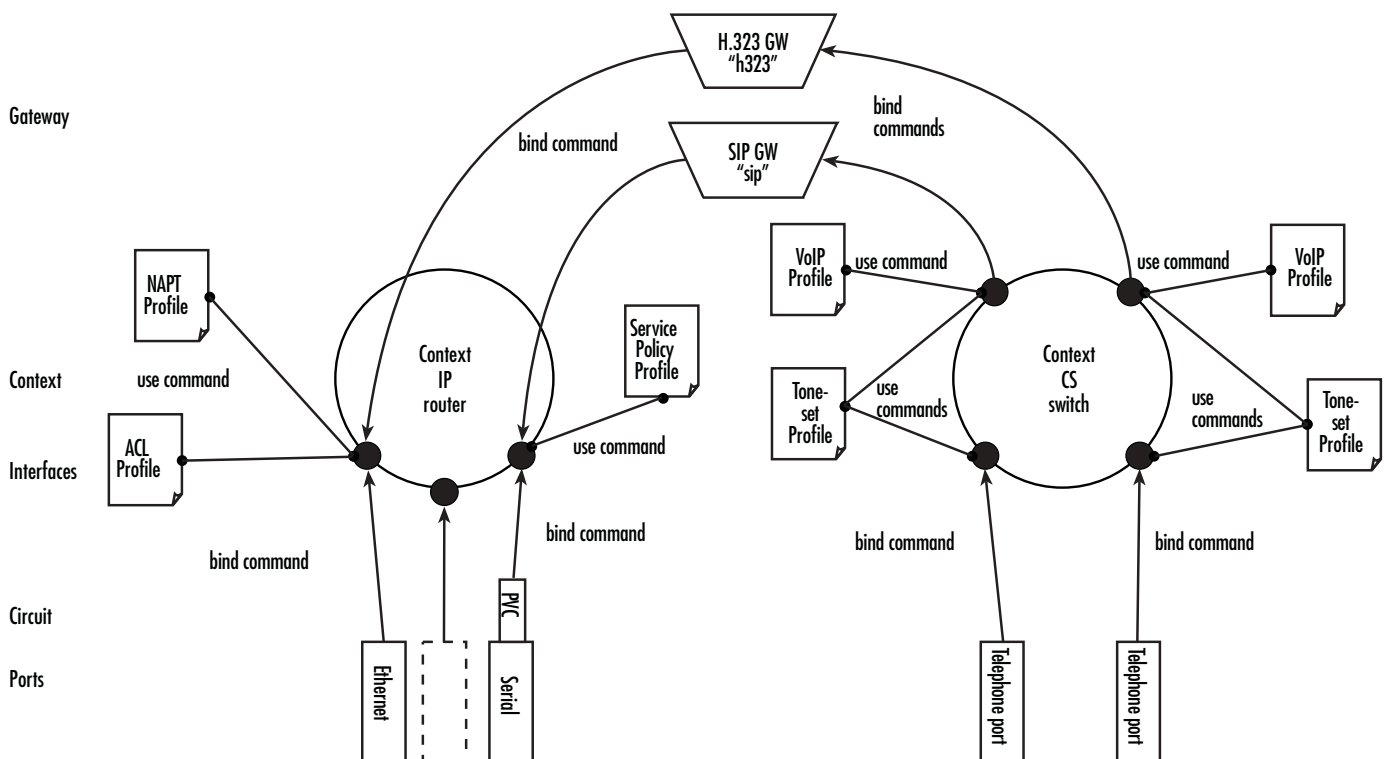 H.323 GW
“h323”
Gateway
bind
commands
bind command
SIP GW
“sip”
NAPT
Profile
VoIP
Profile
use command
use command
VoIP
Profile
Service
Policy
Profile
Context
IP
router
Context
CS
switch
Context
use command
Tone-
set
Profile
use
commands
use
commands
Tone-
set
Profile
ACL
Profile
use command
Interfaces
bind command
bind command
bind command
bind command
PVC
Circuit
Ports
Ethernet
Serial
Telephone port
Telephone port